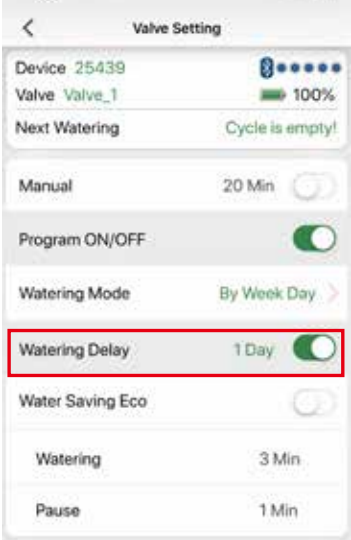 Valve Setting
Device 25439
Valve Valve_1 100%
Next Watering Cycle is empty!
Manual 20 Min
Program ON/OFF
Watering Mode By Week Day
Watering Delay 1 Day
Water Saving Eco
Watering 3 Min
Pause 1 Min